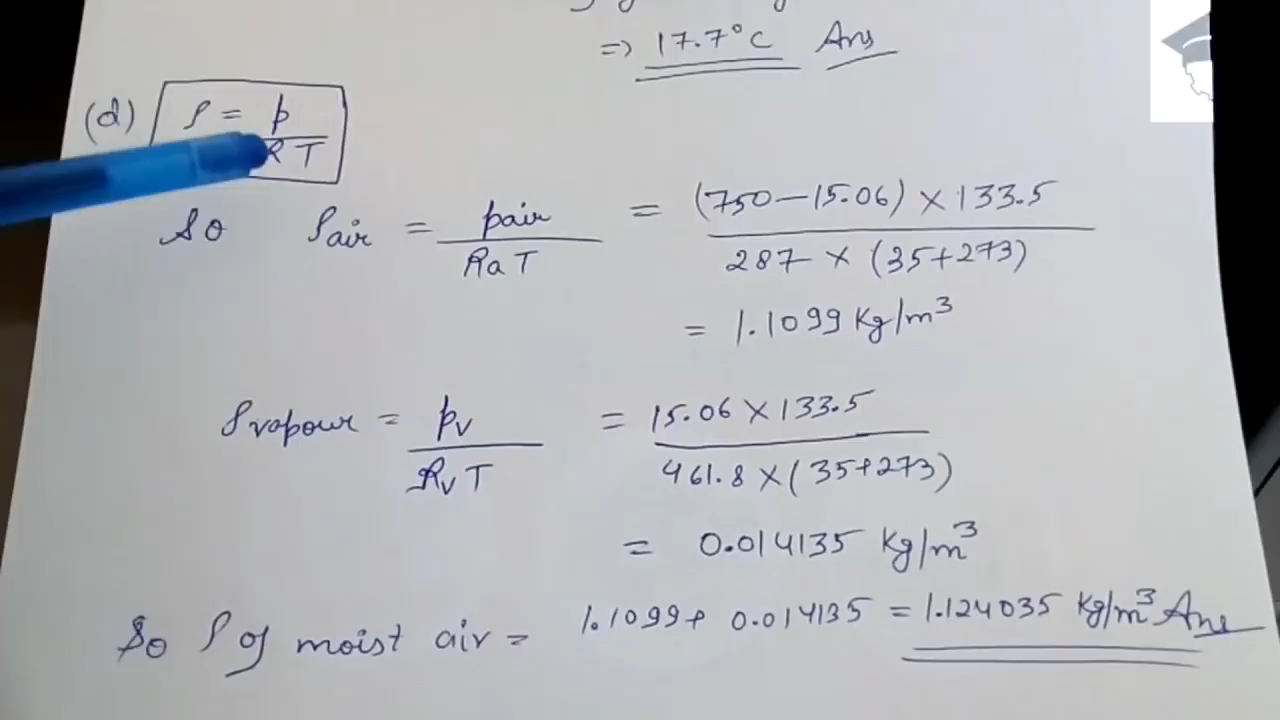 => 17.7°C Ans
(d) ρ = p / RT
So ρair = pair / RaT = (750-15.06) × 133.5 / 287 × (35+273)
= 1.1099 Kg/m³
ρvapour = pv / RvT = 15.06 × 133.5 / 461.8 × (35+273)
= 0.014135 Kg/m³
So ρ of moist air = 1.1099 + 0.014135 = 1.124035 Kg/m³ Ans